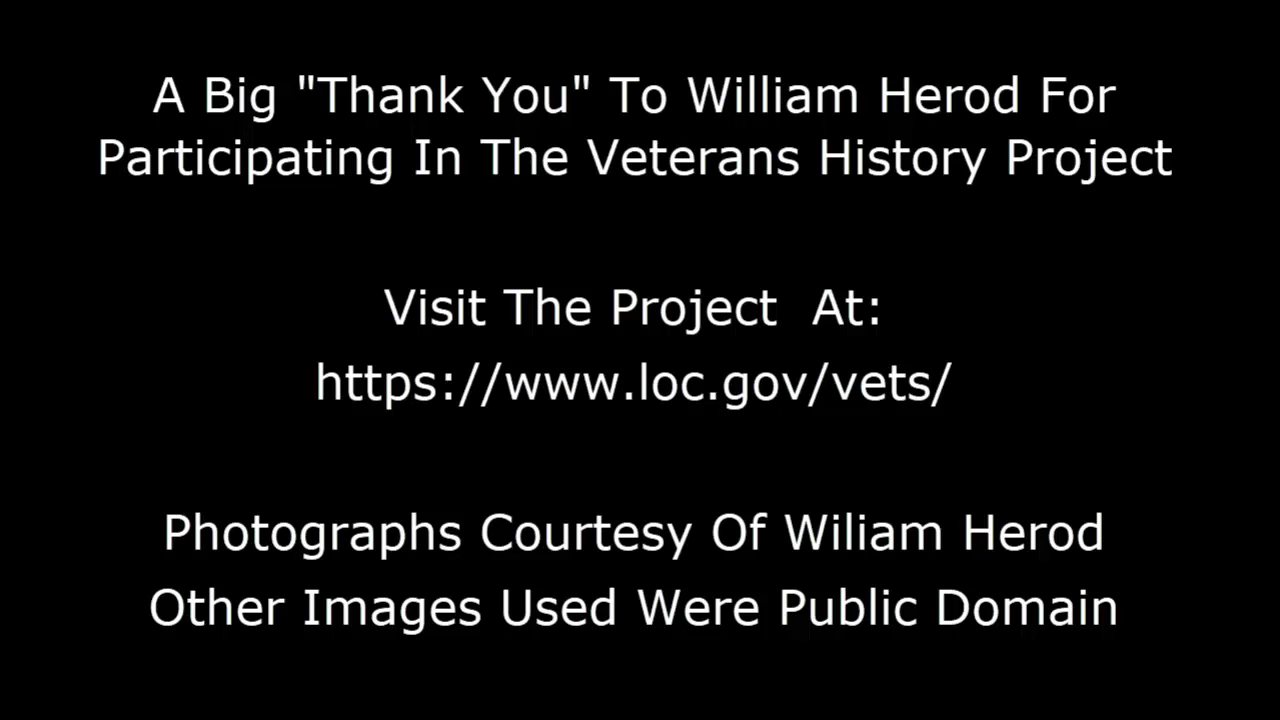 A Big "Thank You" To William Herod For
Participating In The Veterans History Project
Visit The Project  At:
https://www.loc.gov/vets/
Photographs Courtesy Of Wiliam Herod
Other Images Used Were Public Domain